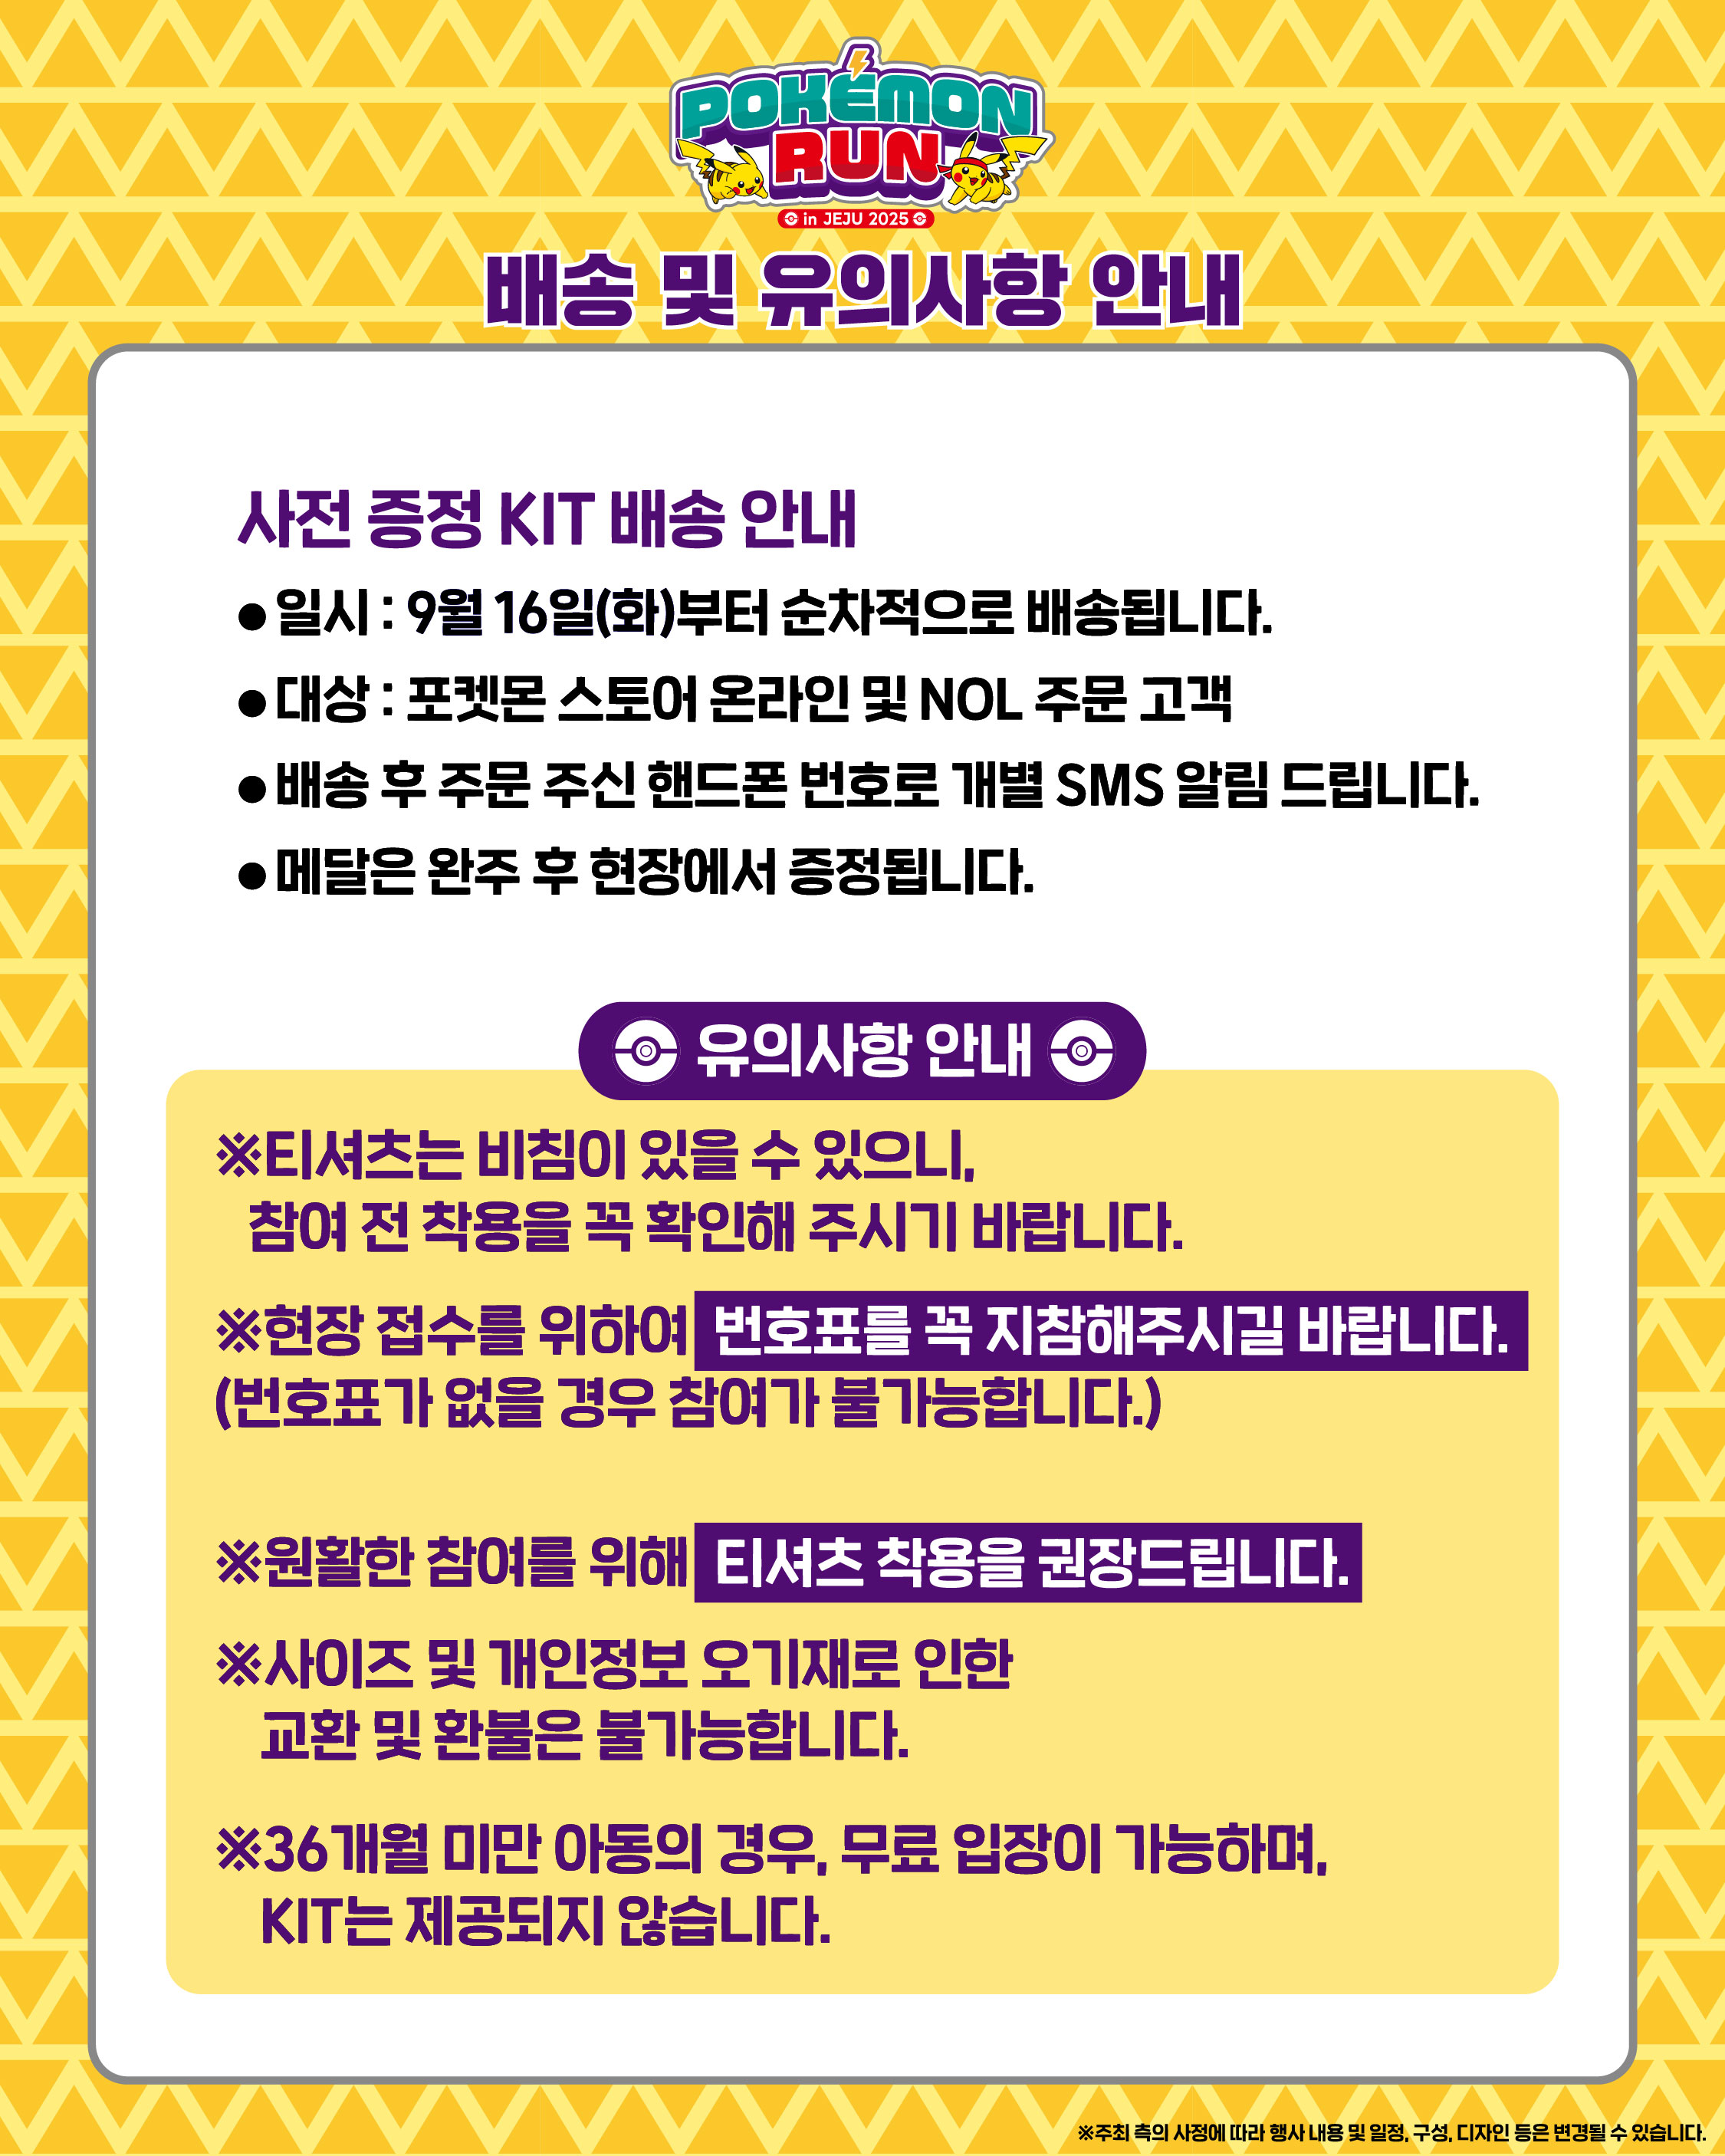 POKÉMON
RUN
in JEJU 2025
배송 및 유의사항 안내
사전 증정 KIT 배송 안내
● 일시 : 9월 16일(화)부터 순차적으로 배송됩니다.
● 대상 : 포켓몬 스토어 온라인 및 NOL 주문 고객
● 배송 후 주문 주신 핸드폰 번호로 개별 SMS 알림 드립니다.
● 메달은 완주 후 현장에서 증정됩니다.
유의사항 안내
※티셔츠는 비침이 있을 수 있으니,
참여 전 착용을 꼭 확인해 주시기 바랍니다.
※현장 접수를 위하여 번호표를 꼭 지참해주시길 바랍니다.
(번호표가 없을 경우 참여가 불가능합니다.)
※원활한 참여를 위해 티셔츠 착용을 권장드립니다.
※사이즈 및 개인정보 오기재로 인한
교환 및 환불은 불가능합니다.
※36개월 미만 아동의 경우, 무료 입장이 가능하며,
KIT는 제공되지 않습니다.
※주최 측의 사정에 따라 행사 내용 및 일정, 구성, 디자인 등은 변경될 수 있습니다.